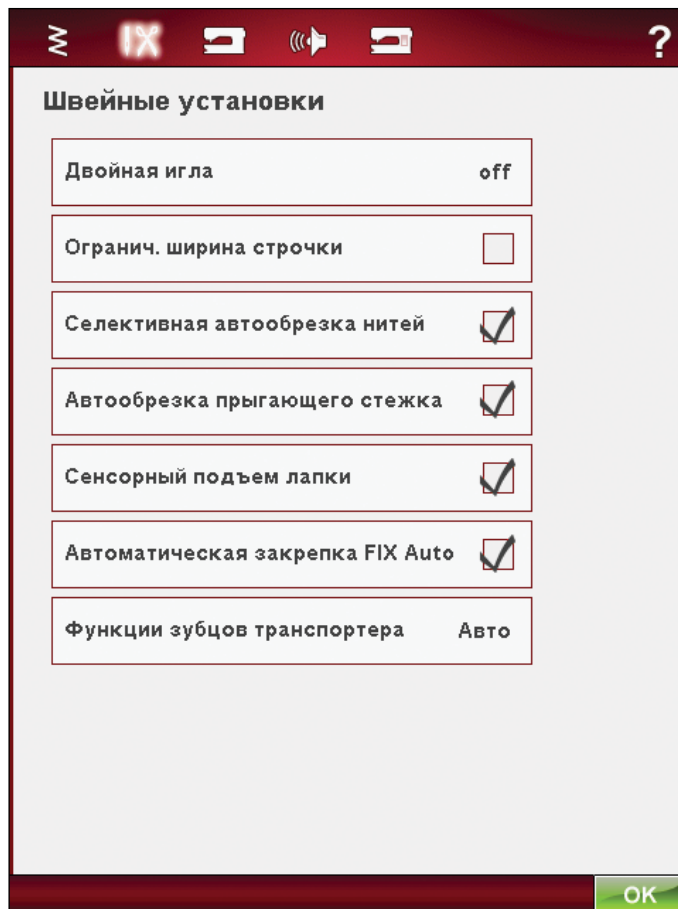 ?
Швейные установки
Двойная игла off
Огранич. ширина строчки
Селективная автообрезка нитей
Автообрезка прыгающего стежка
Сенсорный подъем лапки
Автоматическая закрепка FIX Auto
Функции зубцов транспортера Авто
OK